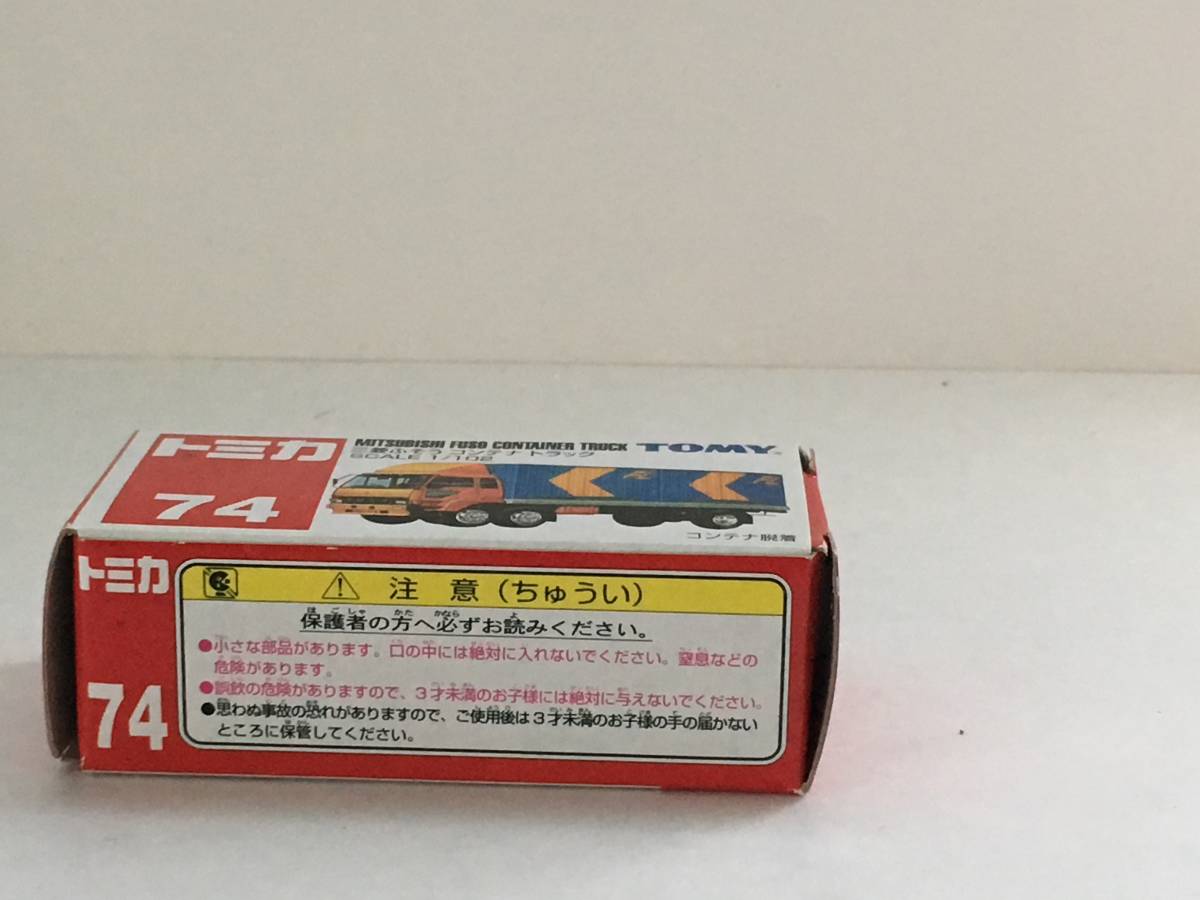 トミカ
74
MITSUBISHI FUSO CONTAINER TRUCK TOMY
三菱ふそう コンテナ トラック
SCALE 1/102
コンテナ脱着
トミカ
74
注意(ちゅうい)
保護者の方へ必ずお読みください。
●小さな部品があります。口の中には絶対に入れないでください。窒息などの
危険があります。
●誤飲の危険がありますので、3才未満のお子様には絶対に与えないでください。
●思わぬ事故の恐れがありますので、ご使用後は3才未満のお子様の手の届かない
ところに保管してください。